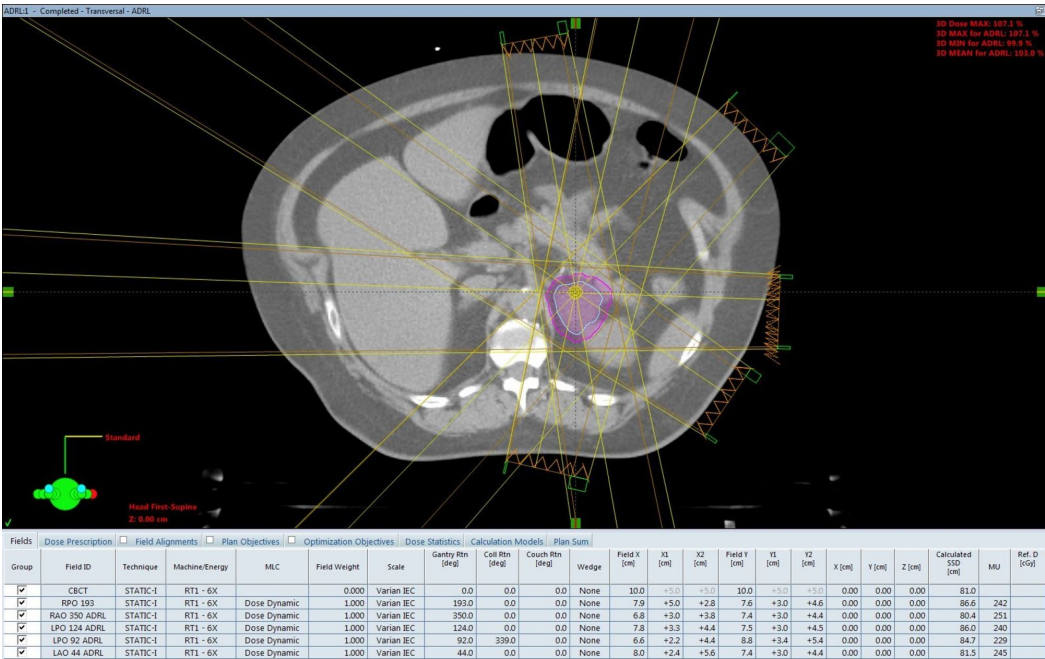 ADRL:1 - Completed - Transversal - ADRL
3D Dose MAX: 107.1 %
3D MAX for ADRL: 107.1 %
3D MIN for ADRL: 99.9 %
3D MEAN for ADRL: 103.0 %
Standard
Head First-Supine
Z: 0.00 cm
Fields Dose Prescription Field Alignments Plan Objectives Optimization Objectives Dose Statistics Calculation Models Plan Sum
Group Field ID Technique Machine/Energy MLC Field Weight Scale Gantry Rtn [deg] Coll Rtn [deg] Couch Rtn [deg] Wedge Field X [cm] X1 [cm] X2 [cm] Field Y [cm] Y1 [cm] Y2 [cm] X [cm] Y [cm] Z [cm] Calculated SSD [cm] MU Ref. D [cGy]
CBCT STATIC-I RT1 - 6X 0.000 Varian IEC 0.0 0.0 0.0 None 10.0 +5.0 +5.0 10.0 +5.0 +5.0 0.00 0.00 0.00 81.0
RPO 193 STATIC-I RT1 - 6X Dose Dynamic 1.000 Varian IEC 193.0 0.0 0.0 None 7.9 +5.0 +2.8 7.6 +3.0 +4.6 0.00 0.00 0.00 86.6 242
RAO 350 ADRL STATIC-I RT1 - 6X Dose Dynamic 1.000 Varian IEC 350.0 0.0 0.0 None 6.8 +3.0 +3.8 7.4 +3.0 +4.4 0.00 0.00 0.00 80.4 251
LPO 124 ADRL STATIC-I RT1 - 6X Dose Dynamic 1.000 Varian IEC 124.0 0.0 0.0 None 7.8 +3.3 +4.4 7.5 +3.0 +4.5 0.00 0.00 0.00 86.0 240
LPO 92 ADRL STATIC-I RT1 - 6X Dose Dynamic 1.000 Varian IEC 92.0 339.0 0.0 None 6.6 +2.2 +4.4 8.8 +3.4 +5.4 0.00 0.00 0.00 84.7 229
LAO 44 ADRL STATIC-I RT1 - 6X Dose Dynamic 1.000 Varian IEC 44.0 0.0 0.0 None 8.0 +2.4 +5.6 7.4 +3.0 +4.4 0.00 0.00 0.00 81.5 245